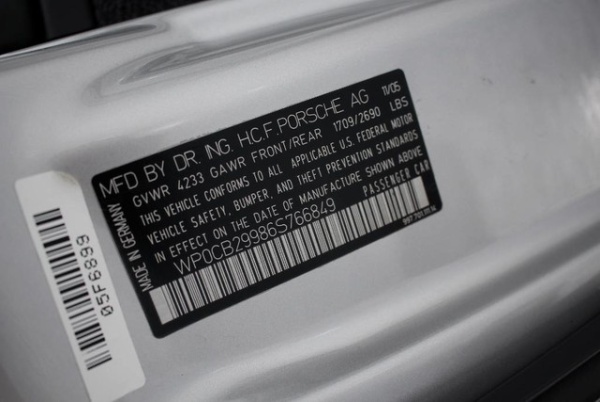 MFD BY DR. ING. H.C.F. PORSCHE AG 11/05
GVWR 4233 GAWR FRONT/REAR 1709/2690 LBS
THIS VEHICLE CONFORMS TO ALL APPLICABLE U.S. FEDERAL MOTOR
VEHICLE SAFETY, BUMPER, AND THEFT PREVENTION STANDARDS
IN EFFECT ON THE DATE OF MANUFACTURE SHOWN ABOVE
WP0CB29986S766849 PASSENGER CAR
MADE IN GERMANY
05F6899